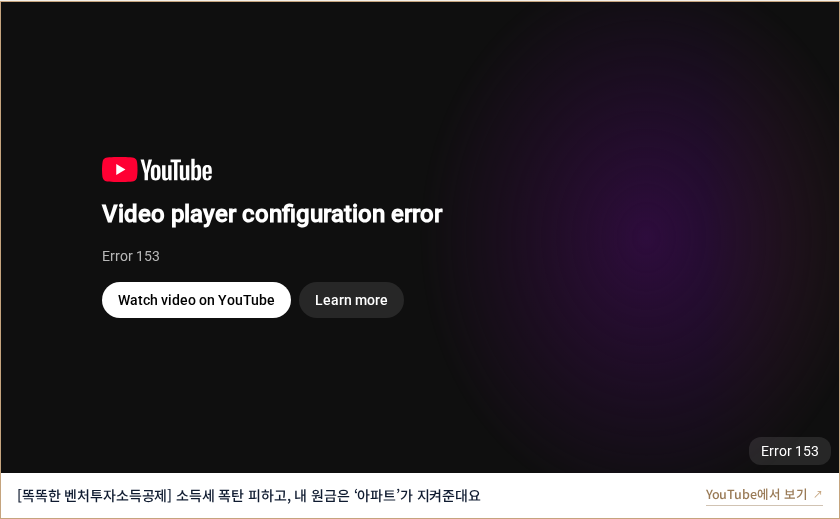 YouTube
Video player configuration error
Error 153
Watch video on YouTube
Learn more
Error 153
[똑똑한 벤처투자소득공제] 소득세 폭탄 피하고, 내 원금은 ‘아파트’가 지켜준대요
YouTube에서 보기 ↗